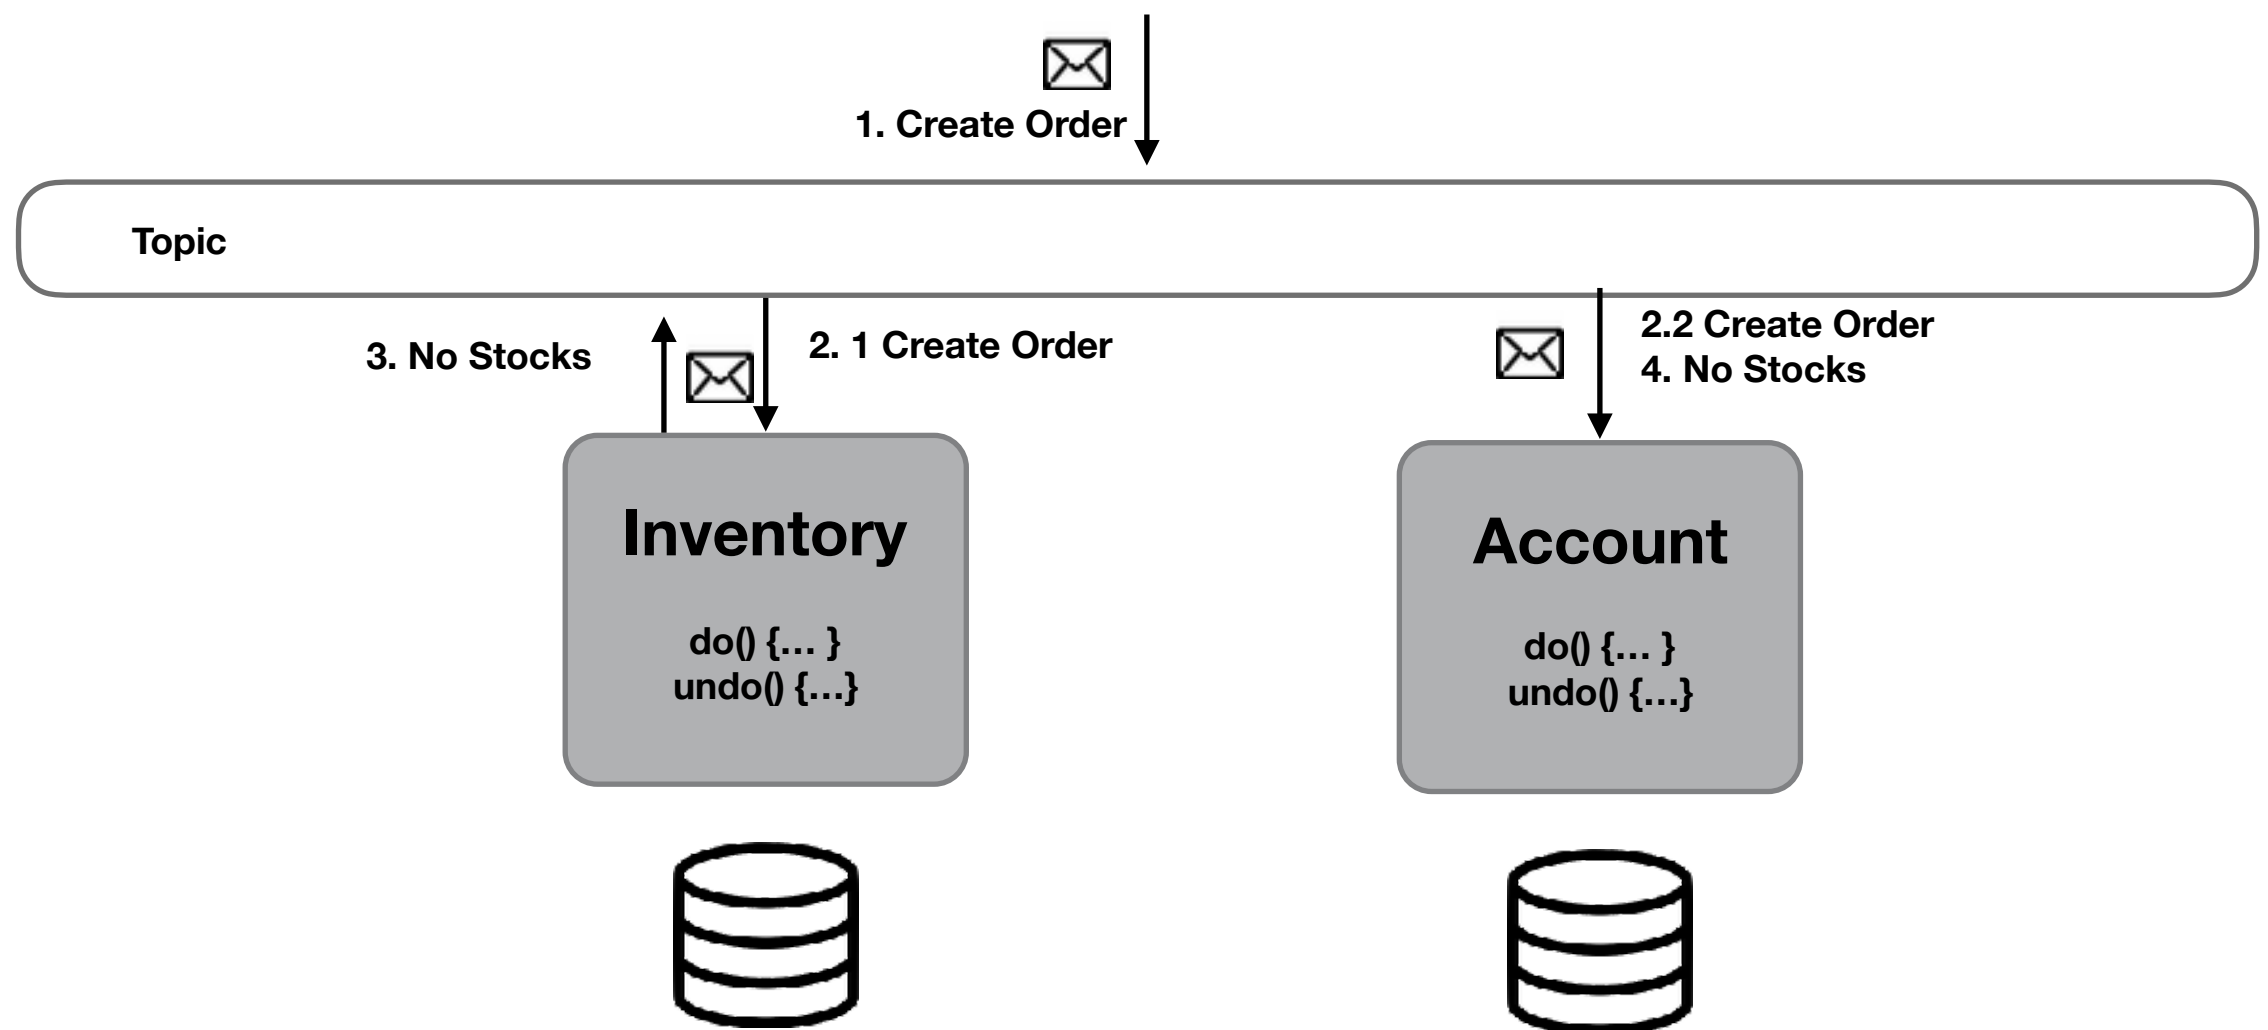 1. Create Order
Topic
3. No Stocks
2. 1 Create Order
2.2 Create Order
4. No Stocks
Inventory
do() {... }
undo() {...}
Account
do() {... }
undo() {...}